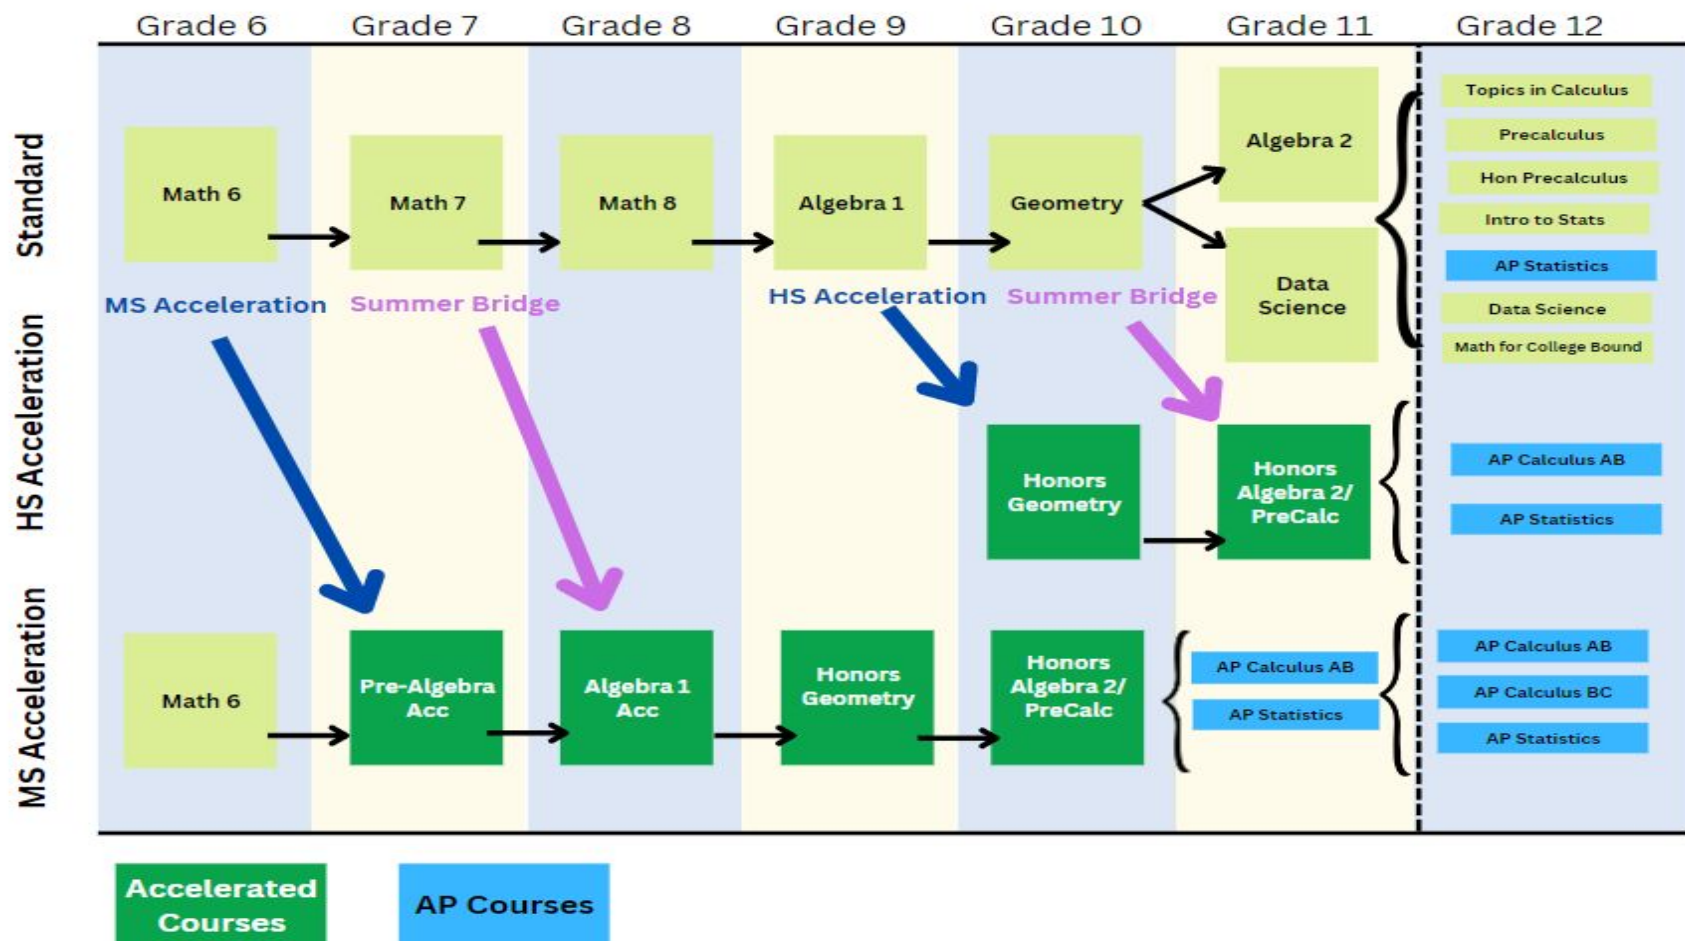 Grade 6
Grade 7
Grade 8
Grade 9
Grade 10
Grade 11
Grade 12
Standard
HS Acceleration
MS Acceleration
Math 6
Math 7
Math 8
Algebra 1
Geometry
Algebra 2
Data
Science
Topics in Calculus
Precalculus
Hon Precalculus
Intro to Stats
AP Statistics
Data Science
Math for College Bound
MS Acceleration
Summer Bridge
HS Acceleration
Summer Bridge
Honors
Geometry
Honors
Algebra 2/
PreCalc
AP Calculus AB
AP Statistics
Math 6
Pre-Algebra
Acc
Algebra 1
Acc
Honors
Geometry
Honors
Algebra 2/
PreCalc
AP Calculus AB
AP Statistics
AP Calculus AB
AP Calculus BC
AP Statistics
Accelerated
Courses
AP Courses